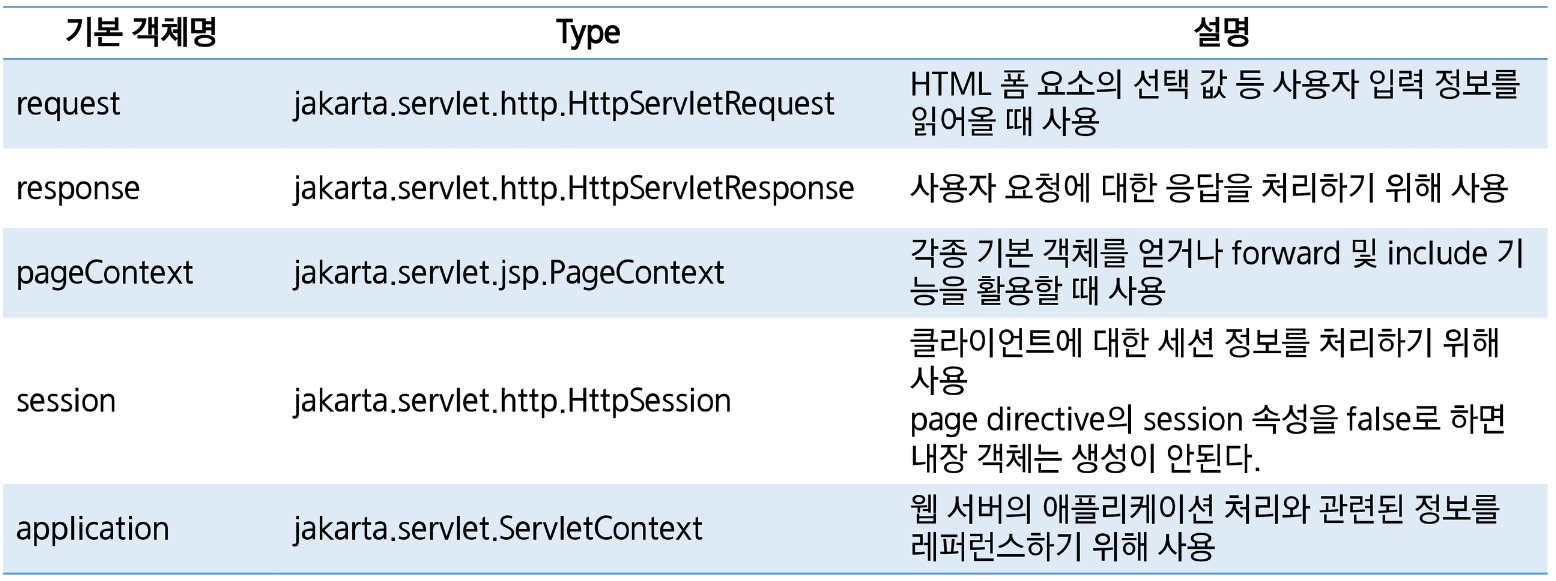 기본 객체명 Type 설명
request jakarta.servlet.http.HttpServletRequest HTML 폼 요소의 선택 값 등 사용자 입력 정보를
읽어올 때 사용
response jakarta.servlet.http.HttpServletResponse 사용자 요청에 대한 응답을 처리하기 위해 사용
pageContext jakarta.servlet.jsp.PageContext 각종 기본 객체를 얻거나 forward 및 include 기
능을 활용할 때 사용
session jakarta.servlet.http.HttpSession 클라이언트에 대한 세션 정보를 처리하기 위해
사용
page directive의 session 속성을 false로 하면
내장 객체는 생성이 안된다.
application jakarta.servlet.ServletContext 웹 서버의 애플리케이션 처리와 관련된 정보를
레퍼런스하기 위해 사용